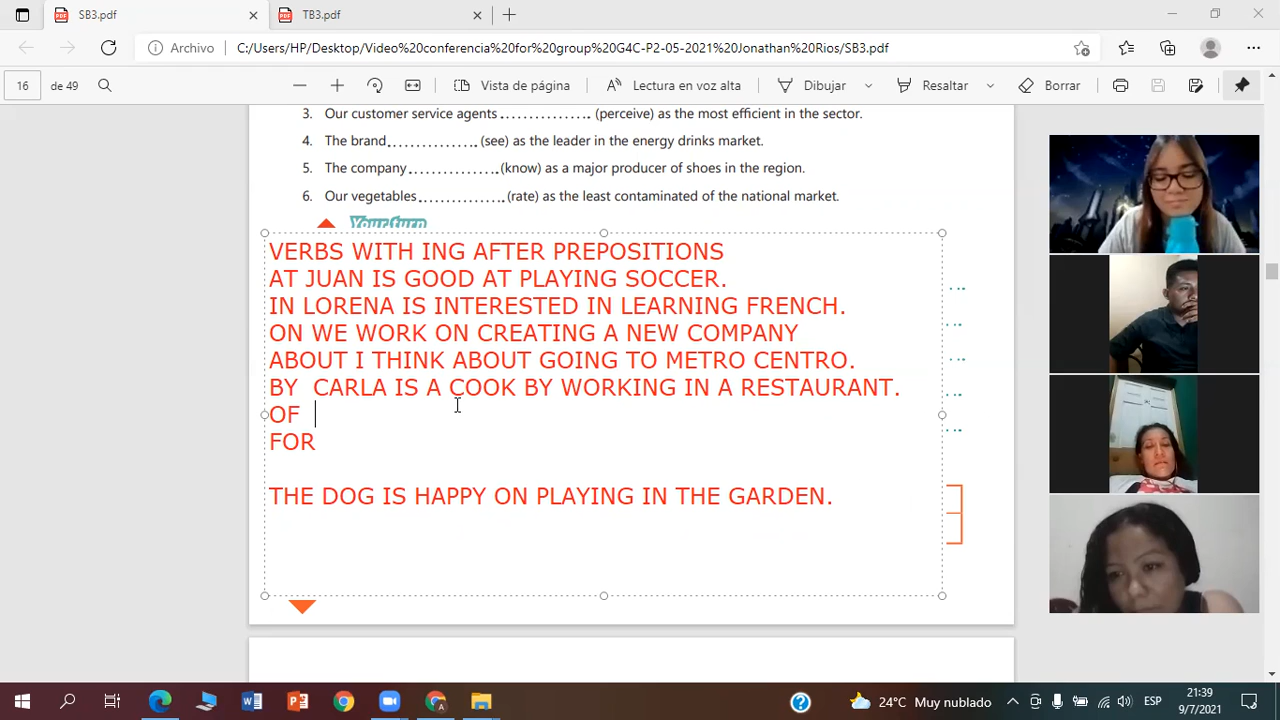 SB3.pdf
TB3.pdf
Archivo
C:/Users/HP/Desktop/Video%20conferencia%20for%20group%20G4C-P2-05-2021%20Jonathan%20Rios/SB3.pdf
16
de 49
Vista de página
Lectura en voz alta
Dibujar
Resaltar
Borrar
3. Our customer service agents .............. (perceive) as the most efficient in the sector.
4. The brand.............. (see) as the leader in the energy drinks market.
5. The company.............. (know) as a major producer of shoes in the region.
6. Our vegetables.............. (rate) as the least contaminated of the national market.
Your turn
VERBS WITH ING AFTER PREPOSITIONS
AT JUAN IS GOOD AT PLAYING SOCCER.
IN LORENA IS INTERESTED IN LEARNING FRENCH.
ON WE WORK ON CREATING A NEW COMPANY
ABOUT I THINK ABOUT GOING TO METRO CENTRO.
BY CARLA IS A COOK BY WORKING IN A RESTAURANT.
OF
FOR
THE DOG IS HAPPY ON PLAYING IN THE GARDEN.
24°C Muy nublado
ESP
21:39
9/7/2021